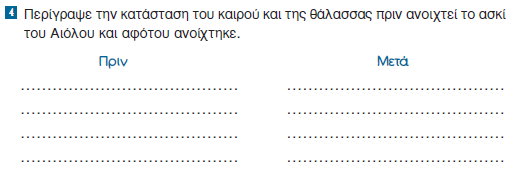 4 Περίγραψε την κατάσταση του καιρού και της θάλασσας πριν ανοιχτεί το ασκί
του Αιόλου και αφότου ανοίχτηκε.
Πριν Μετά
......................................... .........................................
......................................... .........................................
......................................... .........................................
......................................... .........................................